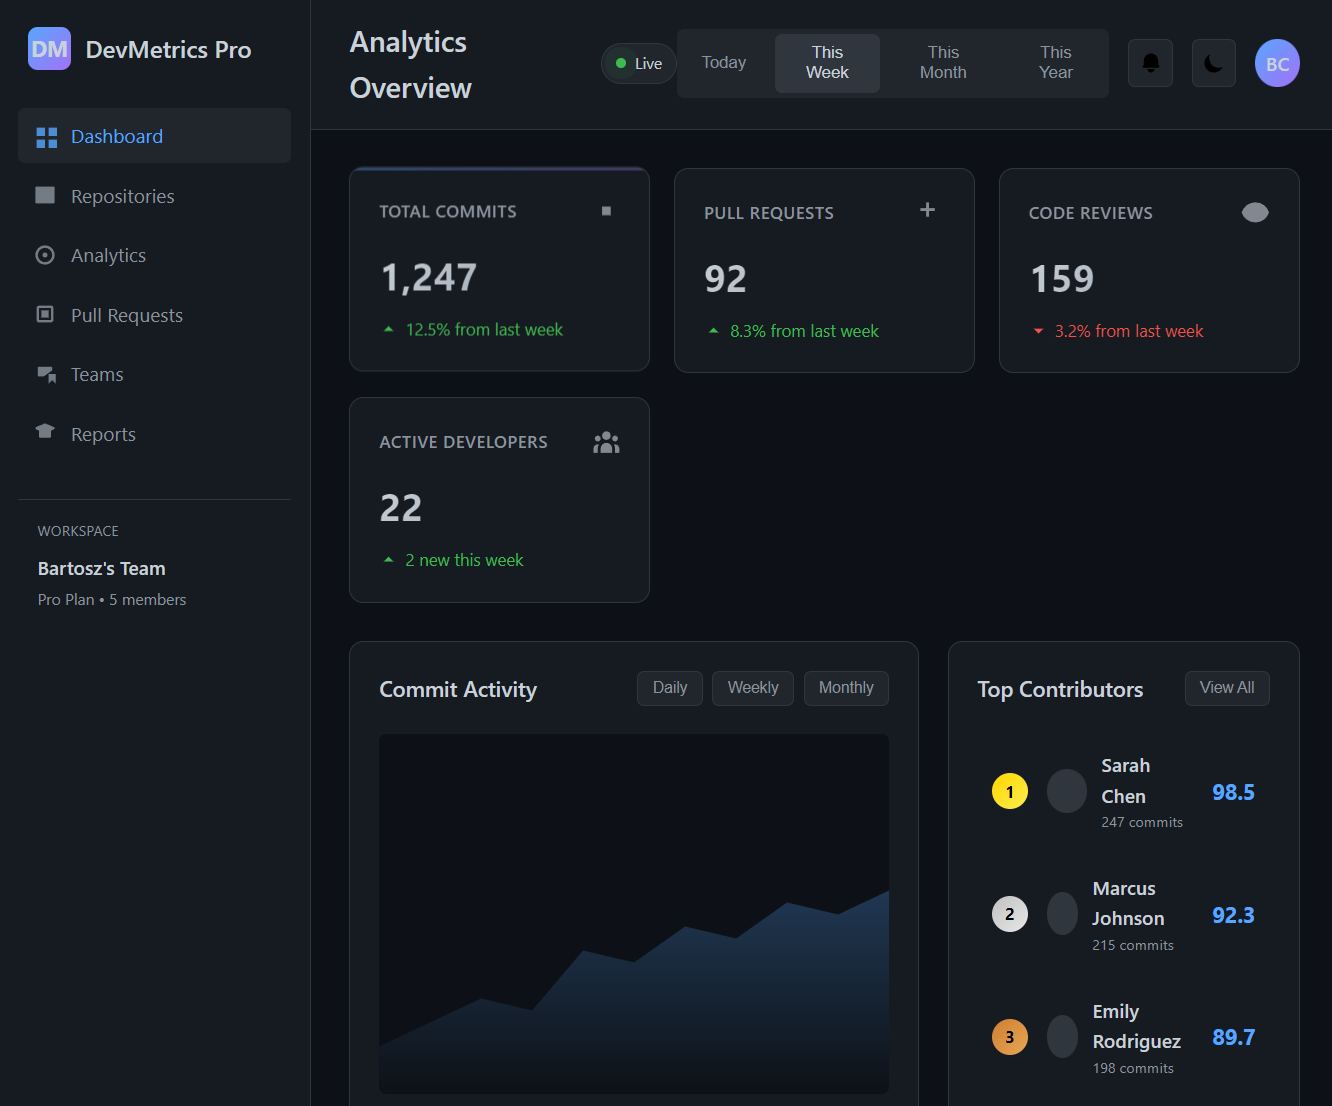 DM
DevMetrics Pro
Dashboard
Repositories
Analytics
Pull Requests
Teams
Reports
WORKSPACE
Bartosz's Team
Pro Plan • 5 members
Analytics
Overview
Live
Today
This
Week
This
Month
This
Year
BC
TOTAL COMMITS
1,247
12.5% from last week
PULL REQUESTS
92
8.3% from last week
CODE REVIEWS
159
3.2% from last week
ACTIVE DEVELOPERS
22
2 new this week
Commit Activity
Daily
Weekly
Monthly
Top Contributors
View All
1
Sarah
Chen
247 commits
98.5
2
Marcus
Johnson
215 commits
92.3
3
Emily
Rodriguez
198 commits
89.7